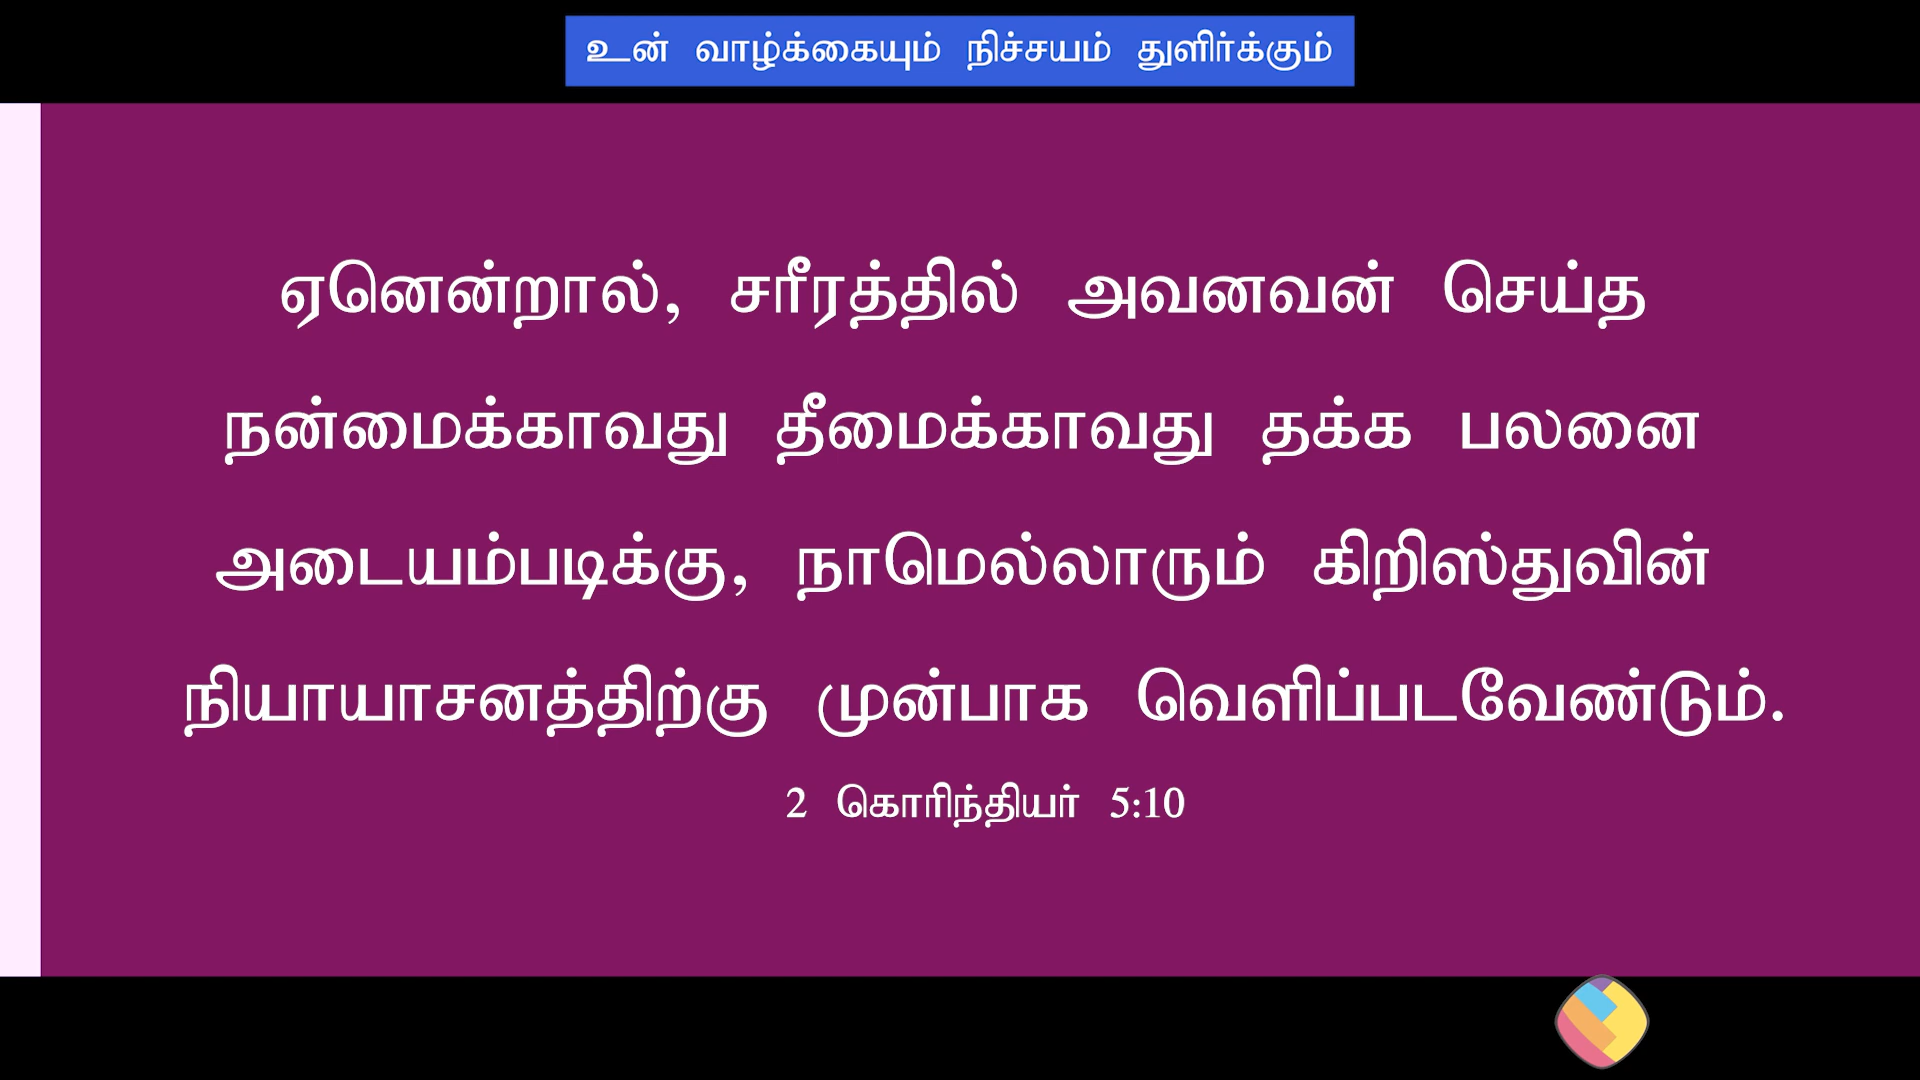 உன் வாழ்க்கையும் நிச்சயம் துளிர்க்கும்
ஏனென்றால், சரீரத்தில் அவனவன் செய்த
நன்மைக்காவது தீமைக்காவது தக்க பலனை
அடையம்படிக்கு, நாமெல்லாரும் கிறிஸ்துவின்
நியாயாசனத்திற்கு முன்பாக வெளிப்படவேண்டும்.
2 கொரிந்தியர் 5:10